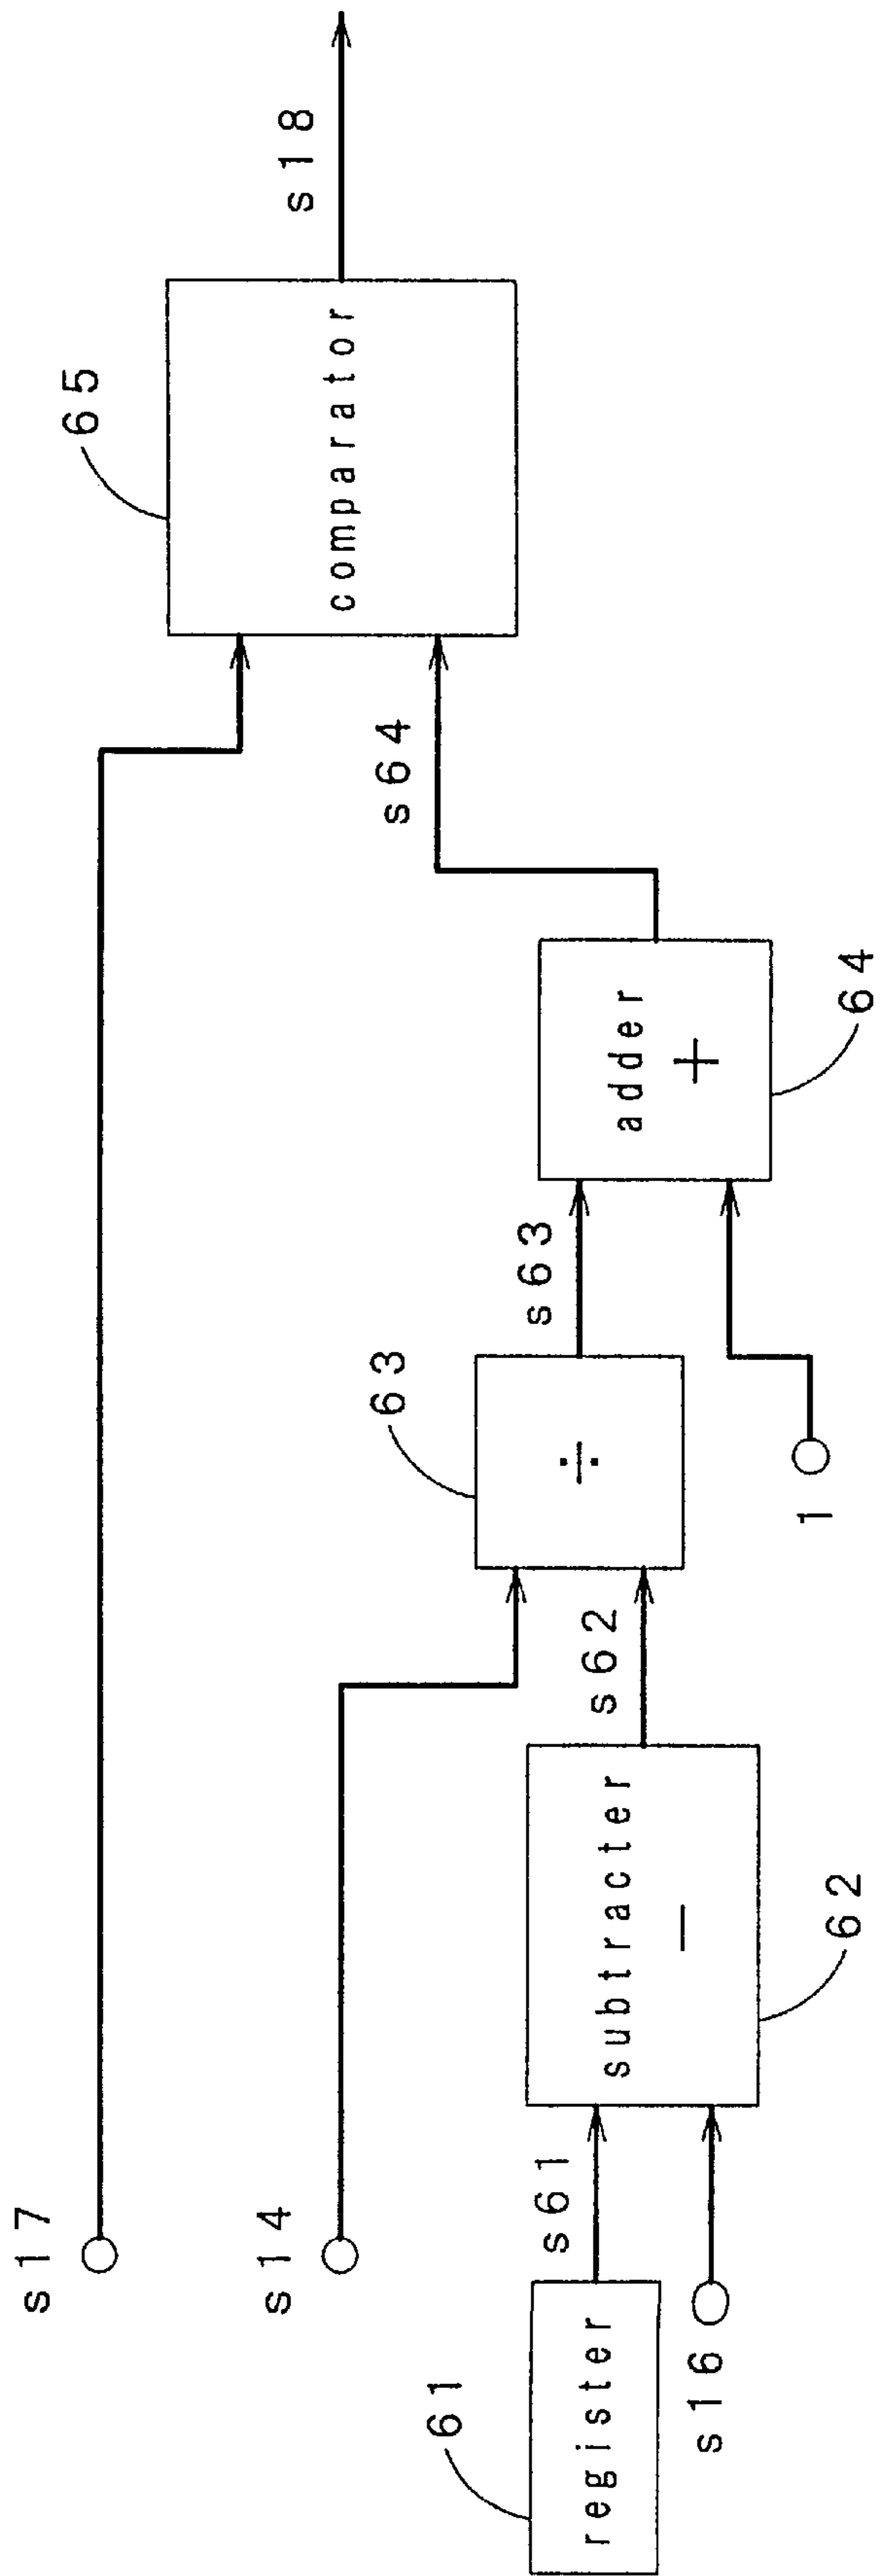 s17
65
s18
comparator
s14
s64
63
s63
adder
+
64
÷
1
s62
61
register
s61
s16
subtracter
−
62